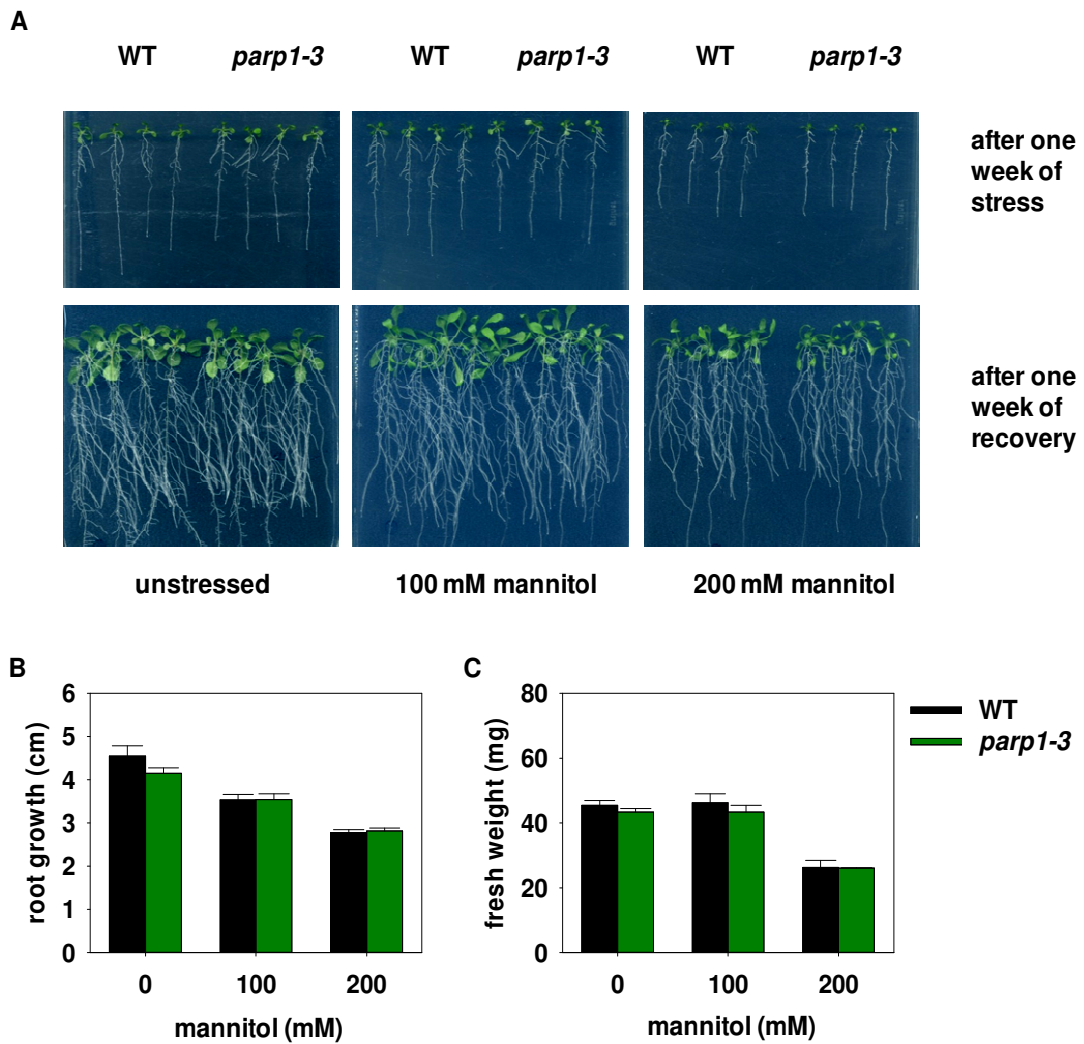 A
WT parp1-3 WT parp1-3 WT parp1-3
after one
week of
stress
after one
week of
recovery
unstressed 100 mM mannitol 200 mM mannitol
B
root growth (cm)
6
5
4
3
2
1
0
0 100 200
mannitol (mM)
C
fresh weight (mg)
80
60
40
20
0
0 100 200
mannitol (mM)
WT
parp1-3